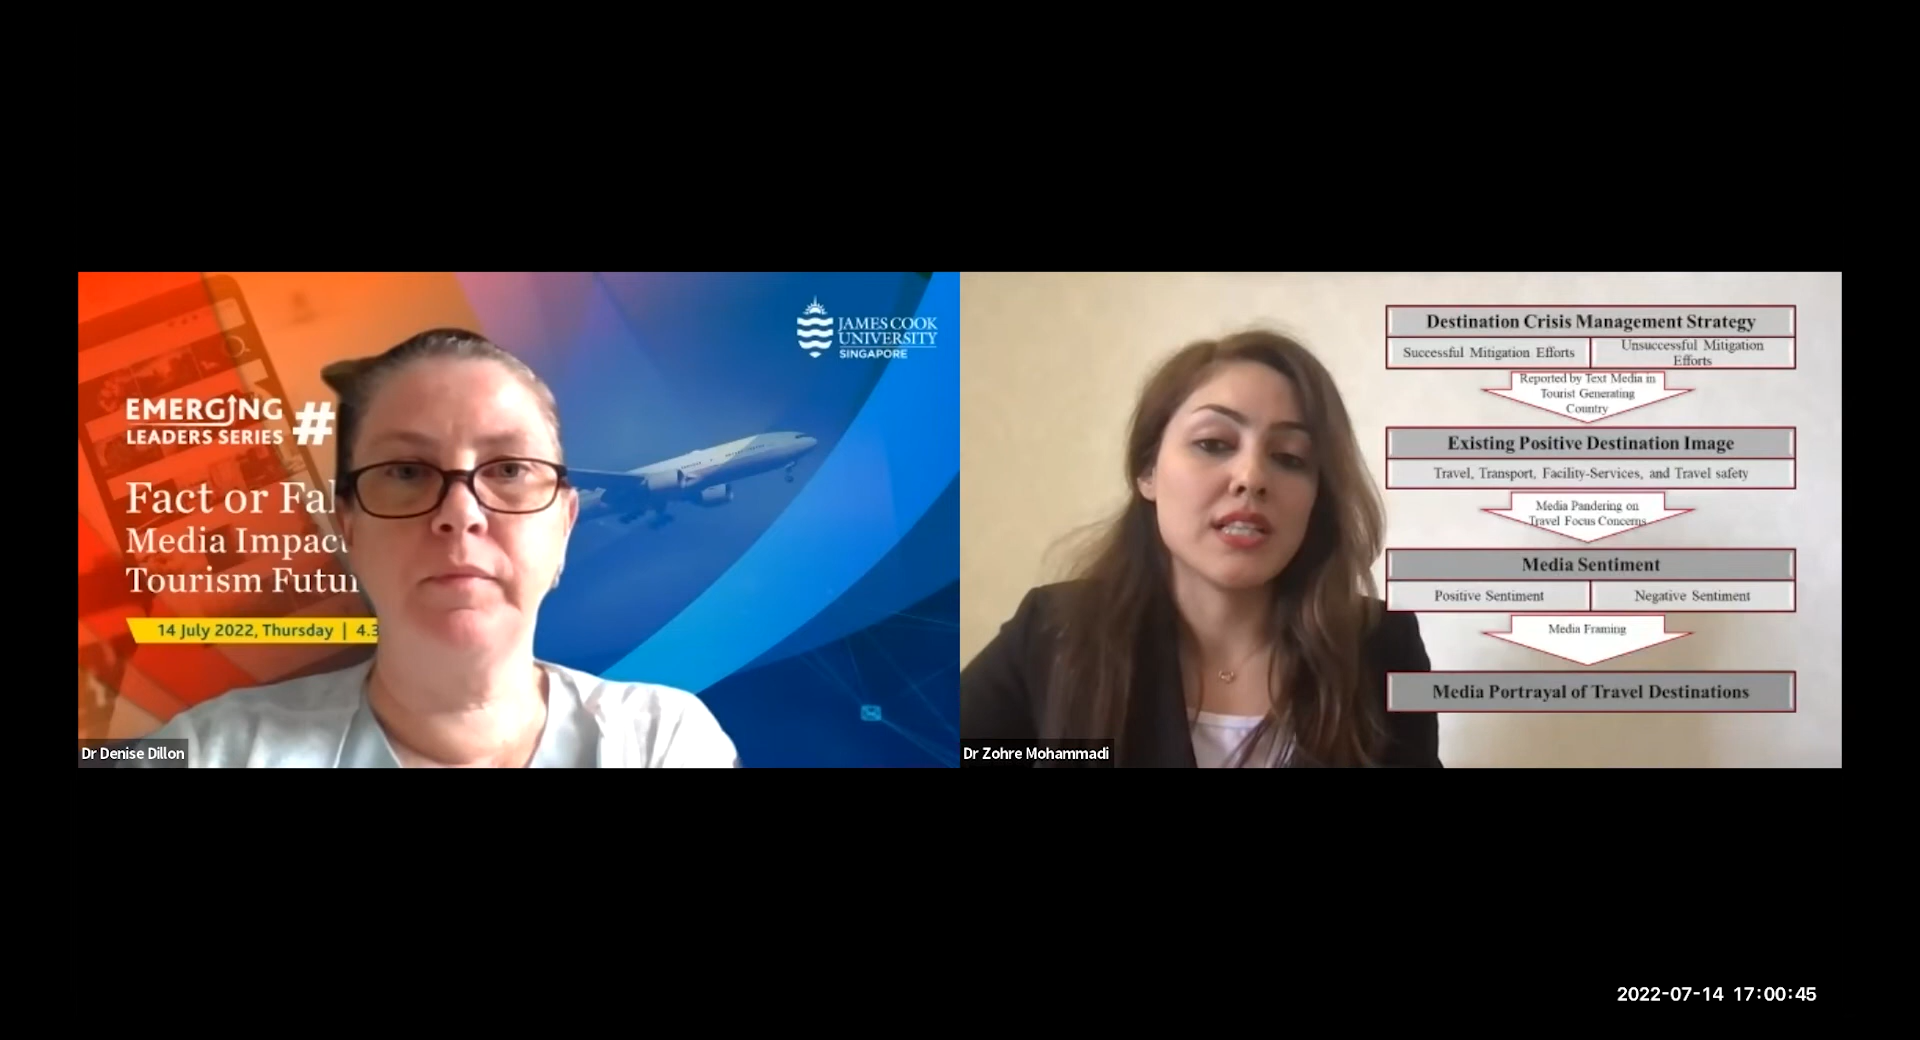 JAMES COOK
UNIVERSITY
SINGAPORE
EMERGING
LEADERS SERIES #
Fact or Fal
Media Impact
Tourism Futur
14 July 2022, Thursday | 4.3
Dr Denise Dillon
Destination Crisis Management Strategy
Successful Mitigation Efforts
Unsuccessful Mitigation
Efforts
Reported by Text Media in
Tourist Generating
Country
Existing Positive Destination Image
Travel, Transport, Facility-Services, and Travel safety
Media Pandering on
Travel Focus Concerns
Media Sentiment
Positive Sentiment
Negative Sentiment
Media Framing
Media Portrayal of Travel Destinations
Dr Zohre Mohammadi
2022-07-14 17:00:45